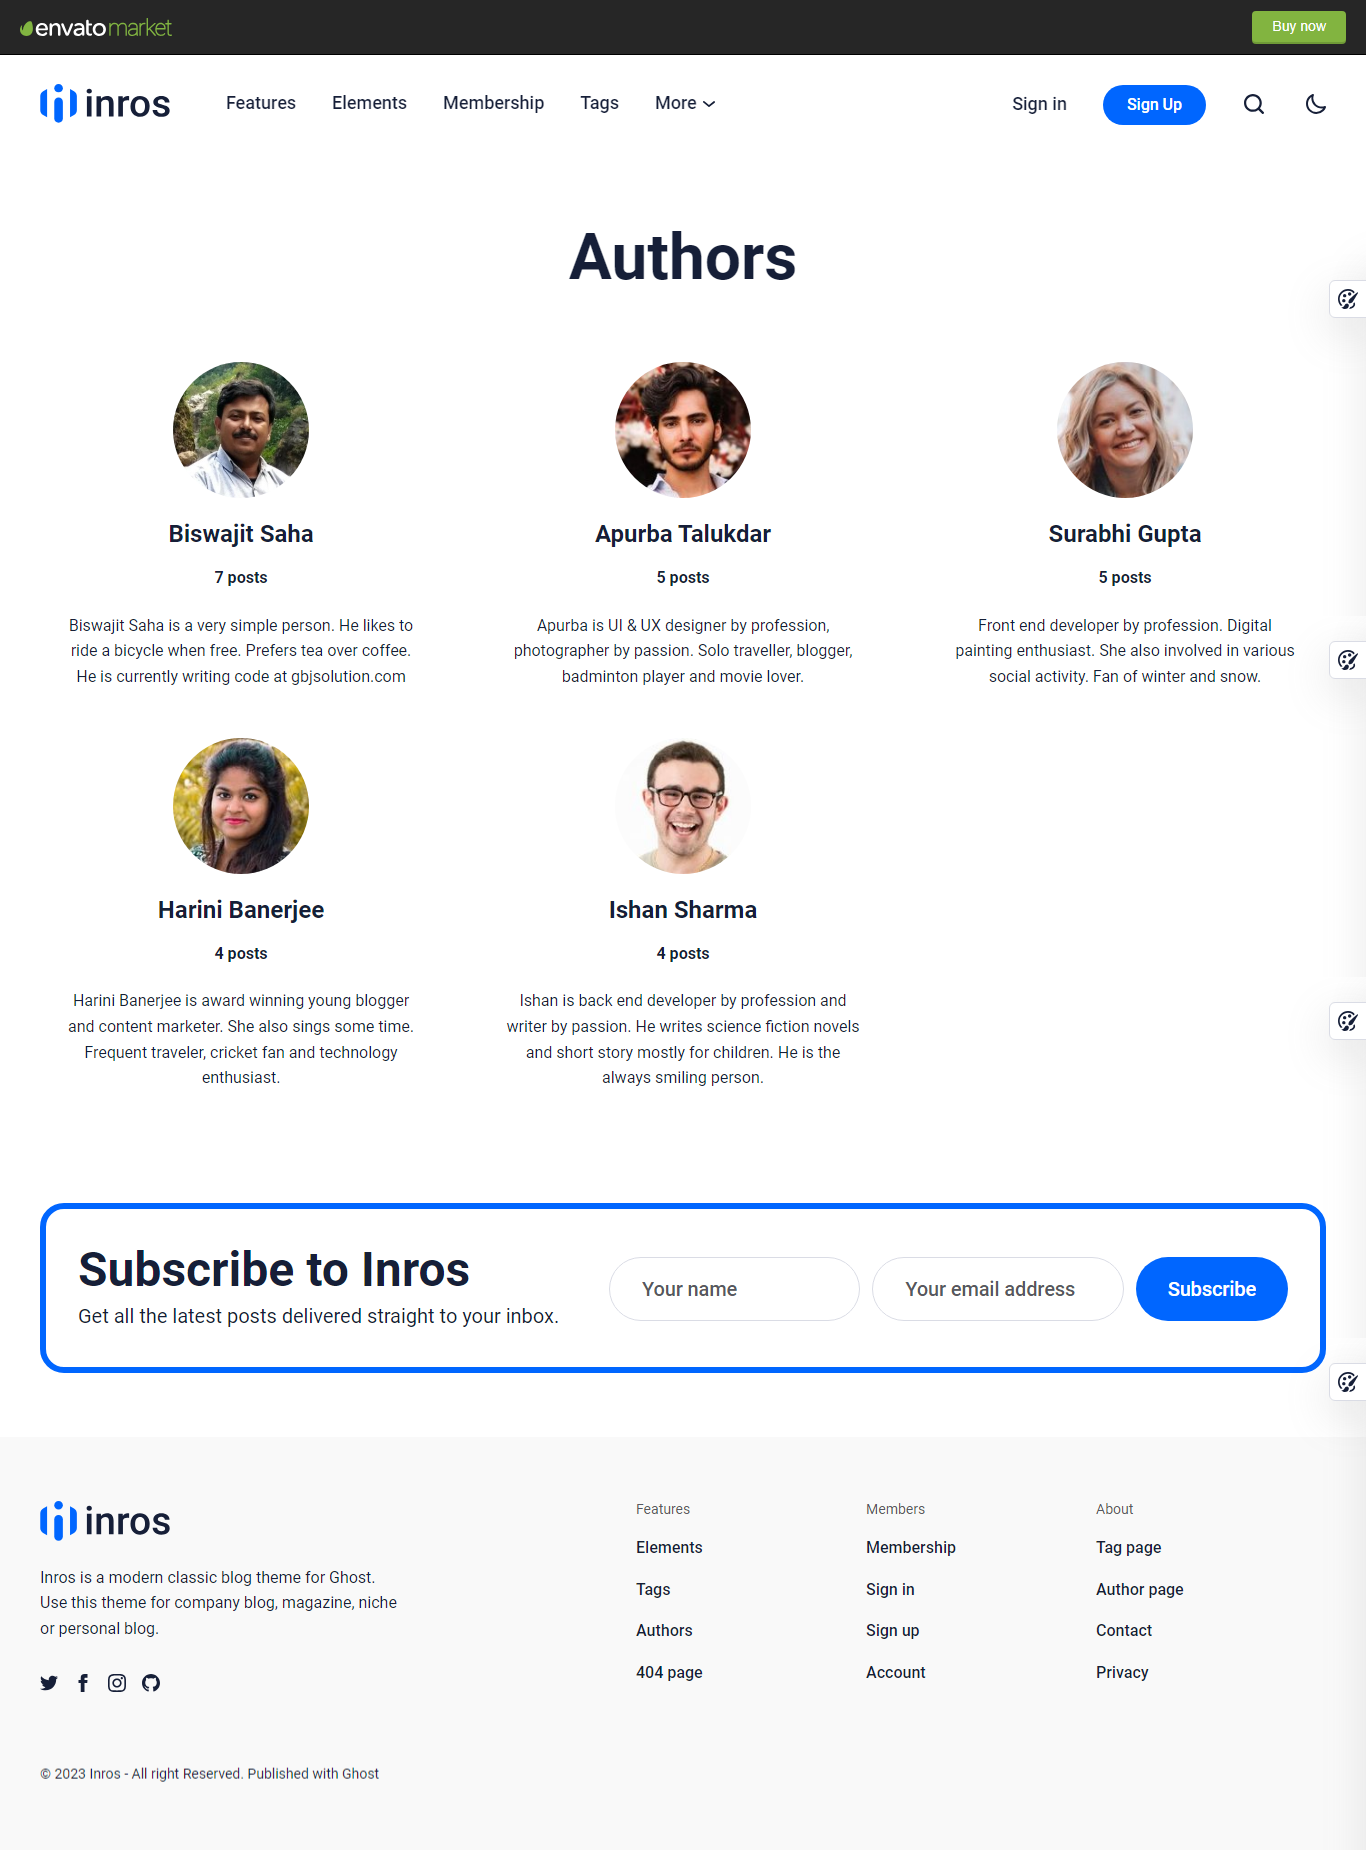 envato market
Buy now
inros
Features
Elements
Membership
Tags
More
Sign in
Sign Up
Authors
Biswajit Saha
7 posts
Biswajit Saha is a very simple person. He likes to
ride a bicycle when free. Prefers tea over coffee.
He is currently writing code at gbjsolution.com
Apurba Talukdar
5 posts
Apurba is UI & UX designer by profession,
photographer by passion. Solo traveller, blogger,
badminton player and movie lover.
Surabhi Gupta
5 posts
Front end developer by profession. Digital
painting enthusiast. She also involved in various
social activity. Fan of winter and snow.
Harini Banerjee
4 posts
Harini Banerjee is award winning young blogger
and content marketer. She also sings some time.
Frequent traveler, cricket fan and technology
enthusiast.
Ishan Sharma
4 posts
Ishan is back end developer by profession and
writer by passion. He writes science fiction novels
and short story mostly for children. He is the
always smiling person.
Subscribe to Inros
Get all the latest posts delivered straight to your inbox.
Your name
Your email address
Subscribe
inros
Inros is a modern classic blog theme for Ghost.
Use this theme for company blog, magazine, niche
or personal blog.
Features
Elements
Tags
Authors
404 page
Members
Membership
Sign in
Sign up
Account
About
Tag page
Author page
Contact
Privacy
© 2023 Inros - All right Reserved. Published with Ghost